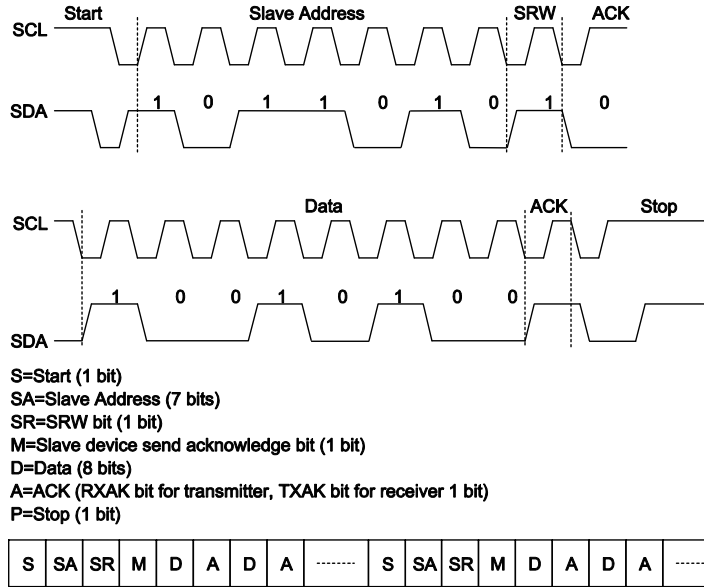 Start Slave Address SRW ACK
SCL
1 0 1 1 0 1 0 1 0
SDA
Data ACK Stop
SCL
1 0 0 1 0 1 0 0
SDA
S=Start (1 bit)
SA=Slave Address (7 bits)
SR=SRW bit (1 bit)
M=Slave device send acknowledge bit (1 bit)
D=Data (8 bits)
A=ACK (RXAK bit for transmitter, TXAK bit for receiver 1 bit)
P=Stop (1 bit)
S SA SR M D A D A ....... S SA SR M D A D A .......